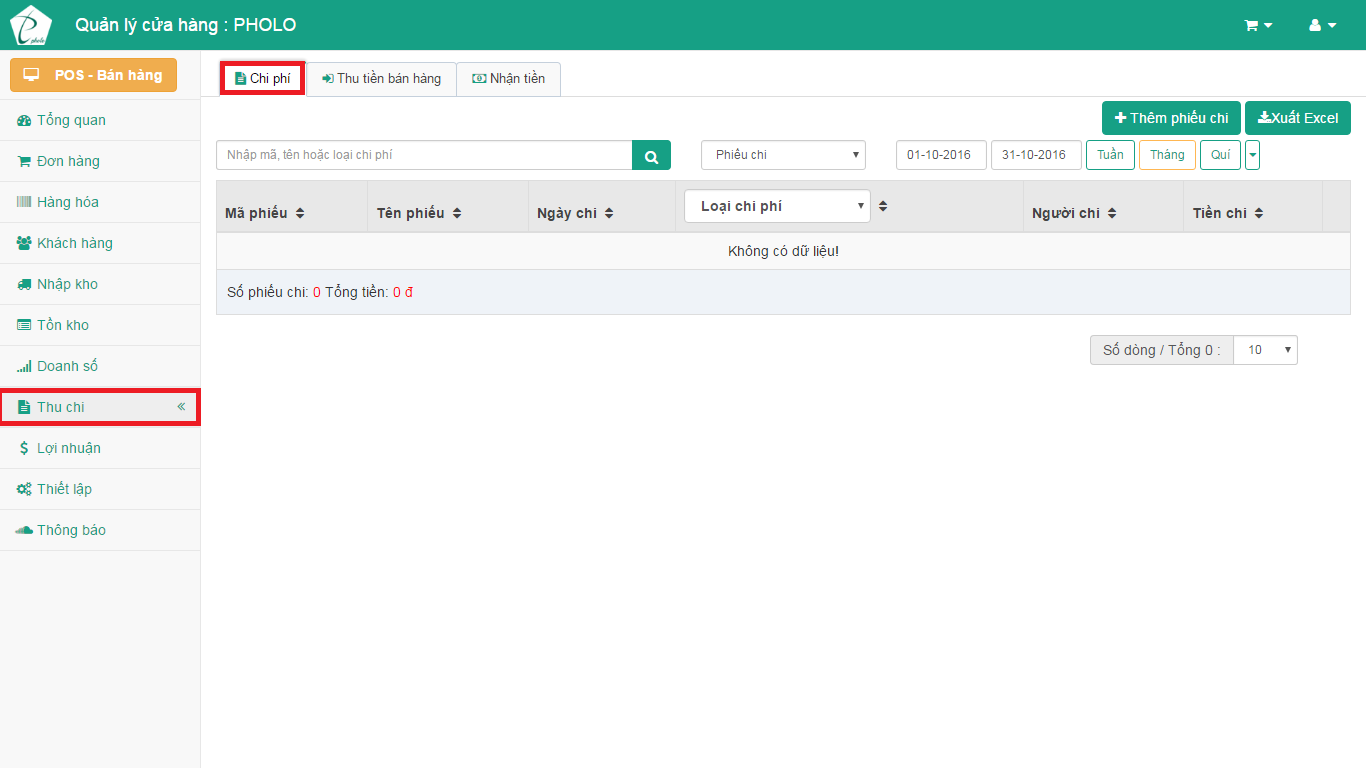 pholo
Quản lý cửa hàng : PHOLO
POS - Bán hàng
Tổng quan
Đơn hàng
Hàng hóa
Khách hàng
Nhập kho
Tồn kho
Doanh số
Thu chi
Lợi nhuận
Thiết lập
Thông báo
Chi phí
Thu tiền bán hàng
Nhận tiền
Thêm phiếu chi
Xuất Excel
Nhập mã, tên hoặc loại chi phí
Phiếu chi
01-10-2016
31-10-2016
Tuần
Tháng
Quí
Mã phiếu
Tên phiếu
Ngày chi
Loại chi phí
Người chi
Tiền chi
Không có dữ liệu!
Số phiếu chi: 0 Tổng tiền: 0 đ
Số dòng / Tổng 0 :
10